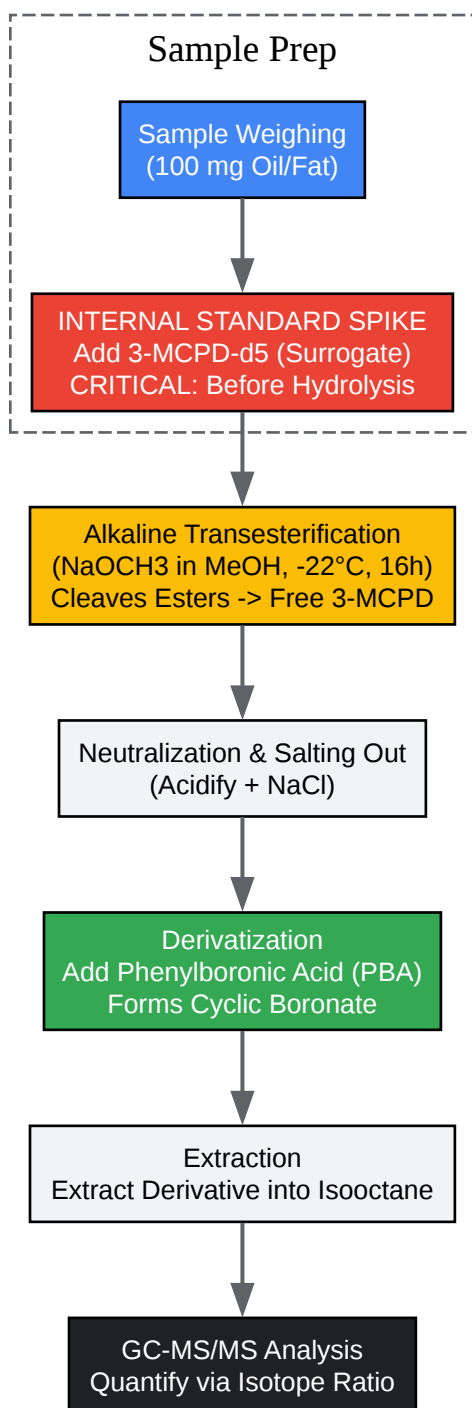 Sample Prep
Sample Weighing
(100 mg Oil/Fat)
INTERNAL STANDARD SPIKE
Add 3-MCPD-d5 (Surrogate)
CRITICAL: Before Hydrolysis
Alkaline Transesterification
(NaOCH3 in MeOH, -22°C, 16h)
Cleaves Esters -> Free 3-MCPD
Neutralization & Salting Out
(Acidify + NaCl)
Derivatization
Add Phenylboronic Acid (PBA)
Forms Cyclic Boronate
Extraction
Extract Derivative into Isooctane
GC-MS/MS Analysis
Quantify via Isotope Ratio